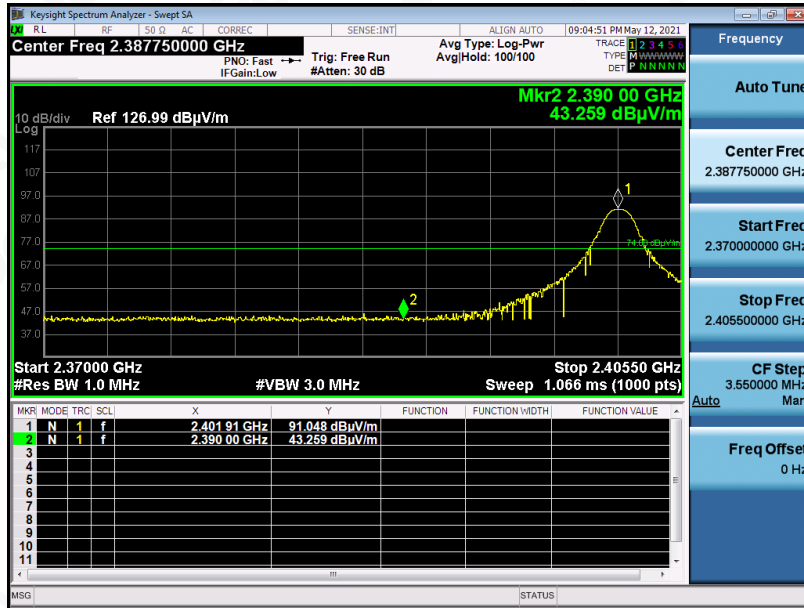 Keysight Spectrum Analyzer - Swept SA
LXI RL RF 50 Ω AC CORREC SENSE:INT ALIGN AUTO 09:04:51 PM May 12, 2021
Center Freq 2.387750000 GHz
PNO: Fast
IFGain:Low
Trig: Free Run
#Atten: 30 dB
Avg Type: Log-Pwr
Avg|Hold: 100/100
TRACE 1 2 3 4 5 6
TYPE M WWWWW
DET P N N N N N
Mkr2 2.390 00 GHz
43.259 dBµV/m
10 dB/div Ref 126.99 dBµV/m
Log
117
107
97.0
87.0
77.0
67.0
57.0
47.0
37.0
1
2
74.00 dBµV/m
Start 2.37000 GHz Stop 2.40550 GHz
#Res BW 1.0 MHz #VBW 3.0 MHz Sweep 1.066 ms (1000 pts)
MKR MODE TRC SCL X Y FUNCTION FUNCTION WIDTH FUNCTION VALUE
1 N 1 f 2.401 91 GHz 91.048 dBµV/m
2 N 1 f 2.390 00 GHz 43.259 dBµV/m
3
4
5
6
7
8
9
10
11
MSG STATUS
Frequency
Auto Tune
Center Freq
2.387750000 GHz
Start Freq
2.370000000 GHz
Stop Freq
2.405500000 GHz
CF Step
3.550000 MHz
Auto Man
Freq Offset
0 Hz